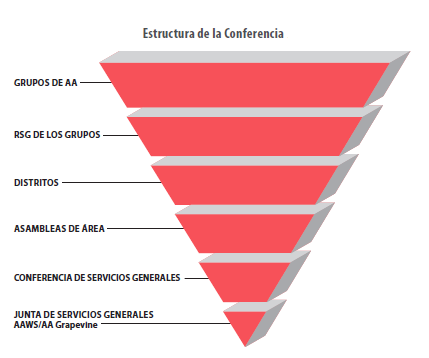 Estructura de la Conferencia
GRUPOS DE AA
RSG DE LOS GRUPOS
DISTRITOS
ASAMBLEAS DE ÁREA
CONFERENCIA DE SERVICIOS GENERALES
JUNTA DE SERVICIOS GENERALES
AAWS/AA Grapevine